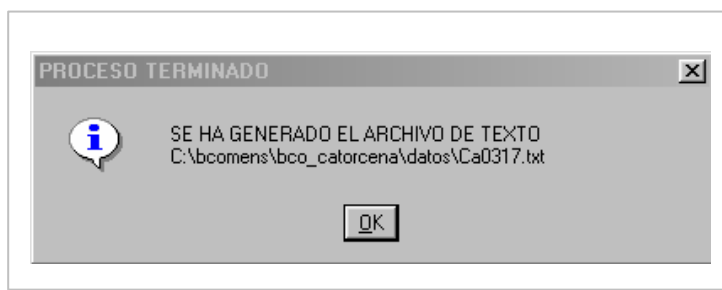 PROCESO TERMINADO
SE HA GENERADO EL ARCHIVO DE TEXTO
C:\bcomens\bco_catorcena\datos\Ca0317.txt
OK